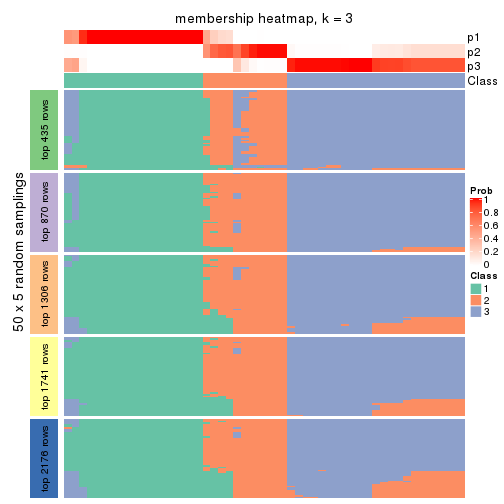 membership heatmap, k = 3
p1
p2
p3
Class
50 x 5 random samplings
top 435 rows
top 870 rows
top 1306 rows
top 1741 rows
top 2176 rows
Prob
1
0.8
0.6
0.4
0.2
0
Class
1
2
3